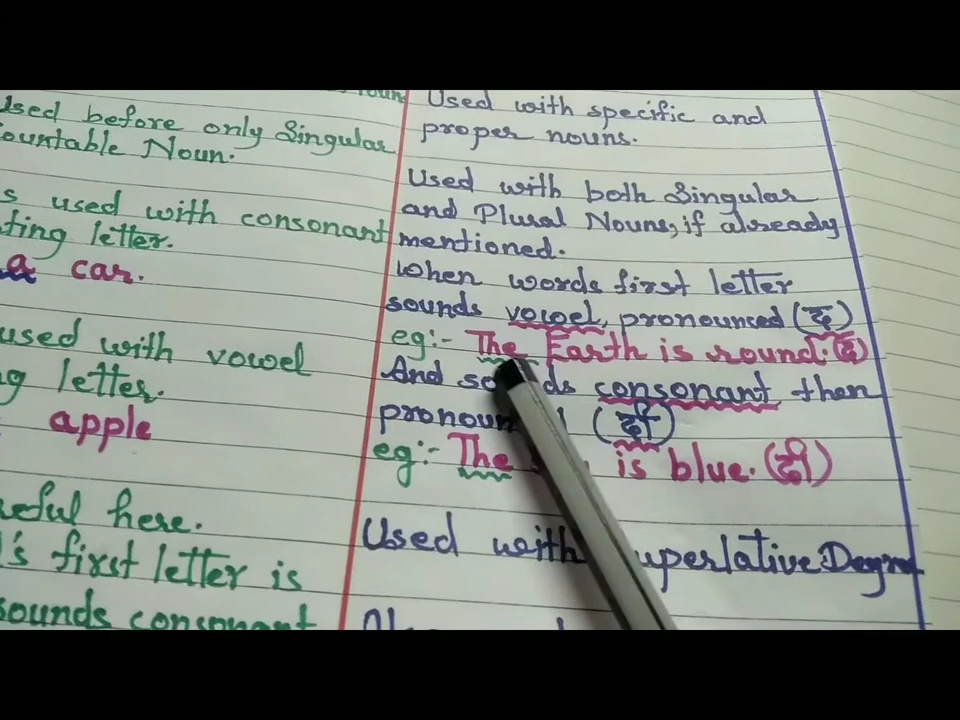 Used before only Singular
ountable Noun.
s used with consonant
ting letter.
a car.
used with vowel
g letter.
apple
eful here.
's first letter is
sounds consonant
Used with specific and
proper nouns.
Used with both Singular
and Plural Nouns, if already
mentioned.
When words first letter
sounds vowel, pronounced (द)
eg:- The Earth is round. (द)
And so ds consonant then
pronoun (दी)
eg:- The is blue. (दी)
Used with uperlative Degree